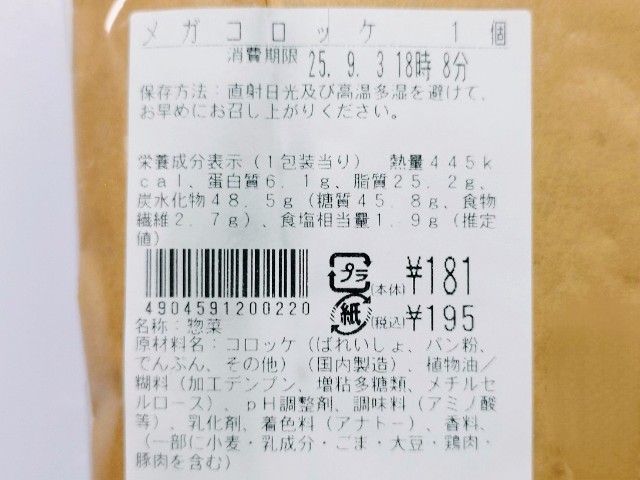 メガコロッケ　１個
消費期限 25. 9. 3 18時 8分
保存方法：直射日光及び高温多湿を避けて、
お早めにお召し上がりください。
栄養成分表示（１包装当り）　熱量４４５ｋ
ｃａｌ、蛋白質６．１ｇ、脂質２５．２ｇ、
炭水化物４８．５ｇ（糖質４５．８ｇ、食物
繊維２．７ｇ）、食塩相当量１．９ｇ（推定
値）
プラ (本体) ¥181
4904591200220
紙 (税込) ¥195
名称：惣菜
原材料名：コロッケ（ばれいしょ、パン粉、
でんぷん、その他）（国内製造）、植物油／
糊料（加工デンプン、増粘多糖類、メチルセ
ルロース）、ｐＨ調整剤、調味料（アミノ酸
等）、乳化剤、着色料（アナトー）、香料、
（一部に小麦・乳成分・ごま・大豆・鶏肉・
豚肉を含む）